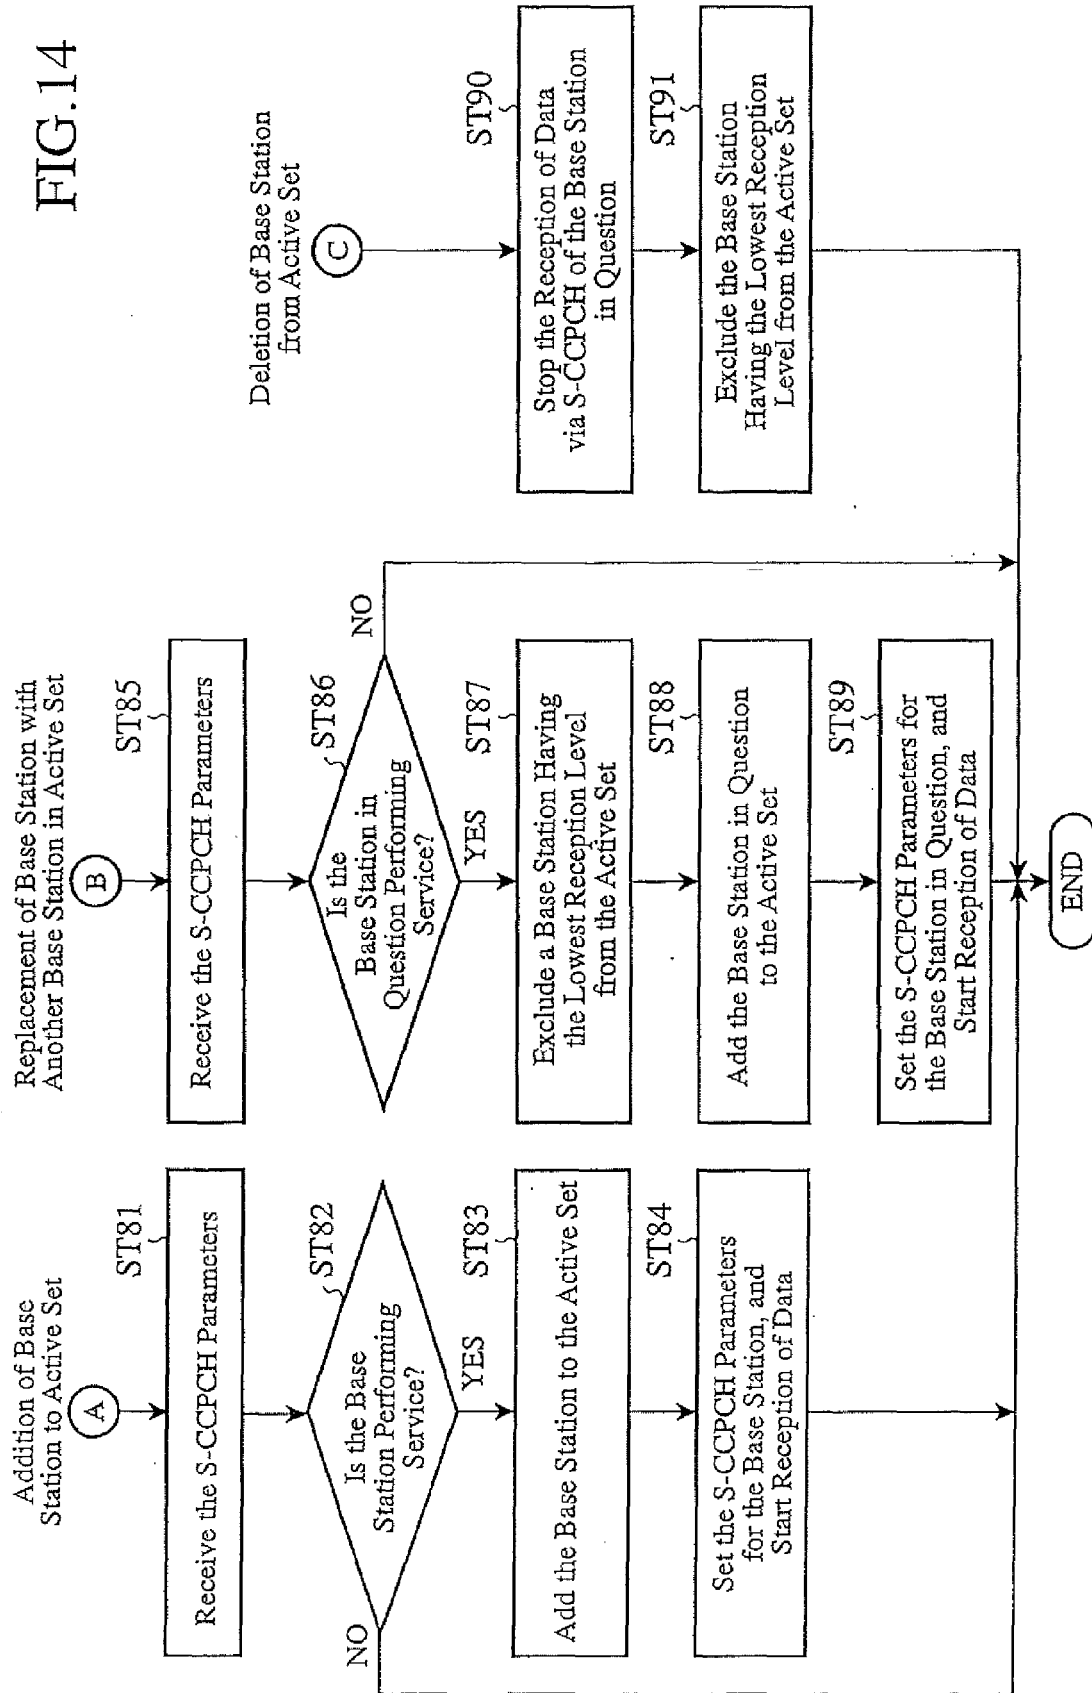 FIG.14
Addition of Base
Station to Active Set
A
ST81
Receive the S-CCPCH Parameters
ST82
Is the Base
Station Performing
Service?
NO
YES
ST83
Add the Base Station to the Active Set
ST84
Set the S-CCPCH Parameters
for the Base Station, and
Start Reception of Data
Replacement of Base Station with
Another Base Station in Active Set
B
ST85
Receive the S-CCPCH Parameters
ST86
Is the
Base Station in
Question Performing
Service?
NO
YES
ST87
Exclude a Base Station Having
the Lowest Reception Level
from the Active Set
ST88
Add the Base Station in Question
to the Active Set
ST89
Set the S-CCPCH Parameters for
the Base Station in Question, and
Start Reception of Data
Deletion of Base Station
from Active Set
C
ST90
Stop the Reception of Data
via S-CCPCH of the Base Station
in Question
ST91
Exclude the Base Station
Having the Lowest Reception
Level from the Active Set
END